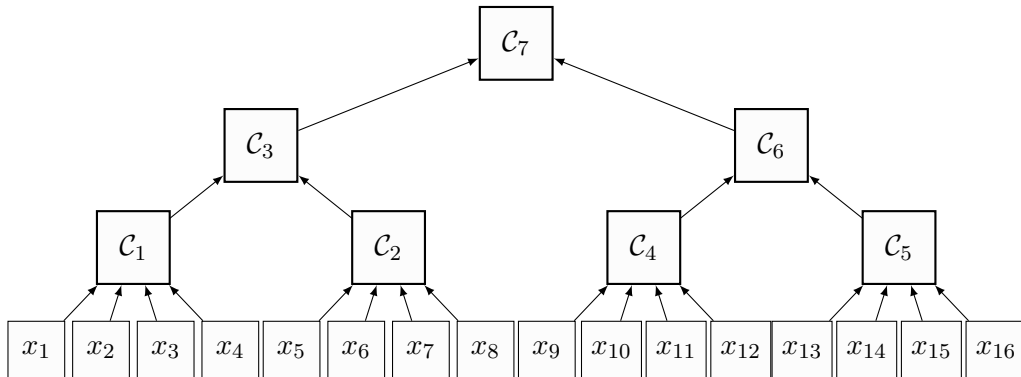 𝒞₇
𝒞₃ 𝒞₆
𝒞₁ 𝒞₂ 𝒞₄ 𝒞₅
x₁ x₂ x₃ x₄ x₅ x₆ x₇ x₈ x₉ x₁₀ x₁₁ x₁₂ x₁₃ x₁₄ x₁₅ x₁₆